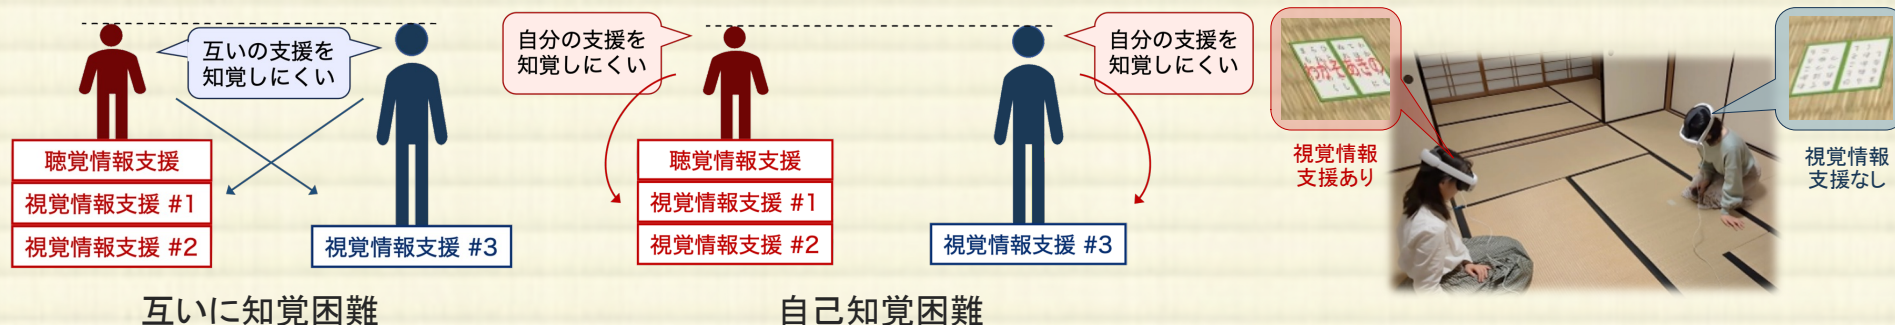 互いの支援を
知覚しにくい
聴覚情報支援
視覚情報支援 #1
視覚情報支援 #2
視覚情報支援 #3
互いに知覚困難
自分の支援を
知覚しにくい
自分の支援を
知覚しにくい
聴覚情報支援
視覚情報支援 #1
視覚情報支援 #2
視覚情報支援 #3
自己知覚困難
視覚情報
支援あり
視覚情報
支援なし